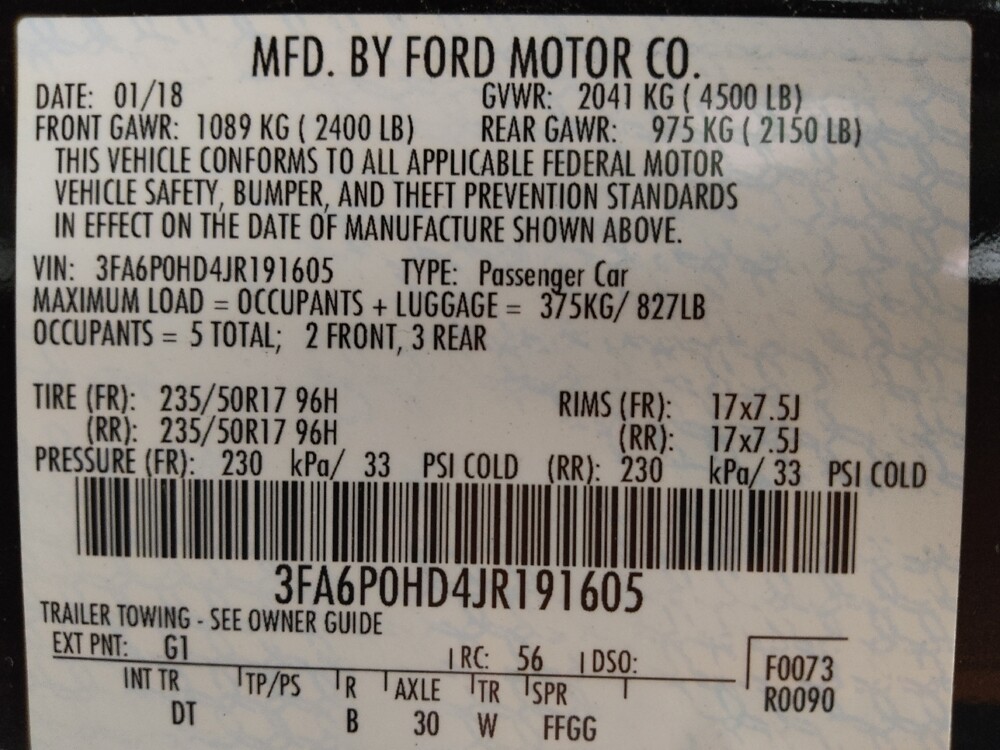 MFD. BY FORD MOTOR CO.
DATE: 01/18 GVWR: 2041 KG ( 4500 LB)
FRONT GAWR: 1089 KG ( 2400 LB) REAR GAWR: 975 KG ( 2150 LB)
THIS VEHICLE CONFORMS TO ALL APPLICABLE FEDERAL MOTOR
VEHICLE SAFETY, BUMPER, AND THEFT PREVENTION STANDARDS
IN EFFECT ON THE DATE OF MANUFACTURE SHOWN ABOVE.
VIN: 3FA6P0HD4JR191605 TYPE: Passenger Car
MAXIMUM LOAD = OCCUPANTS + LUGGAGE = 375KG/ 827LB
OCCUPANTS = 5 TOTAL; 2 FRONT, 3 REAR
TIRE (FR): 235/50R17 96H RIMS (FR): 17x7.5J
(RR): 235/50R17 96H (RR): 17x7.5J
PRESSURE (FR): 230 kPa/ 33 PSI COLD (RR): 230 kPa/ 33 PSI COLD
3FA6P0HD4JR191605
TRAILER TOWING - SEE OWNER GUIDE
EXT PNT: G1 RC: 56 DSO: F0073
INT TR TP/PS R AXLE TR SPR R0090
DT B 30 W FFGG